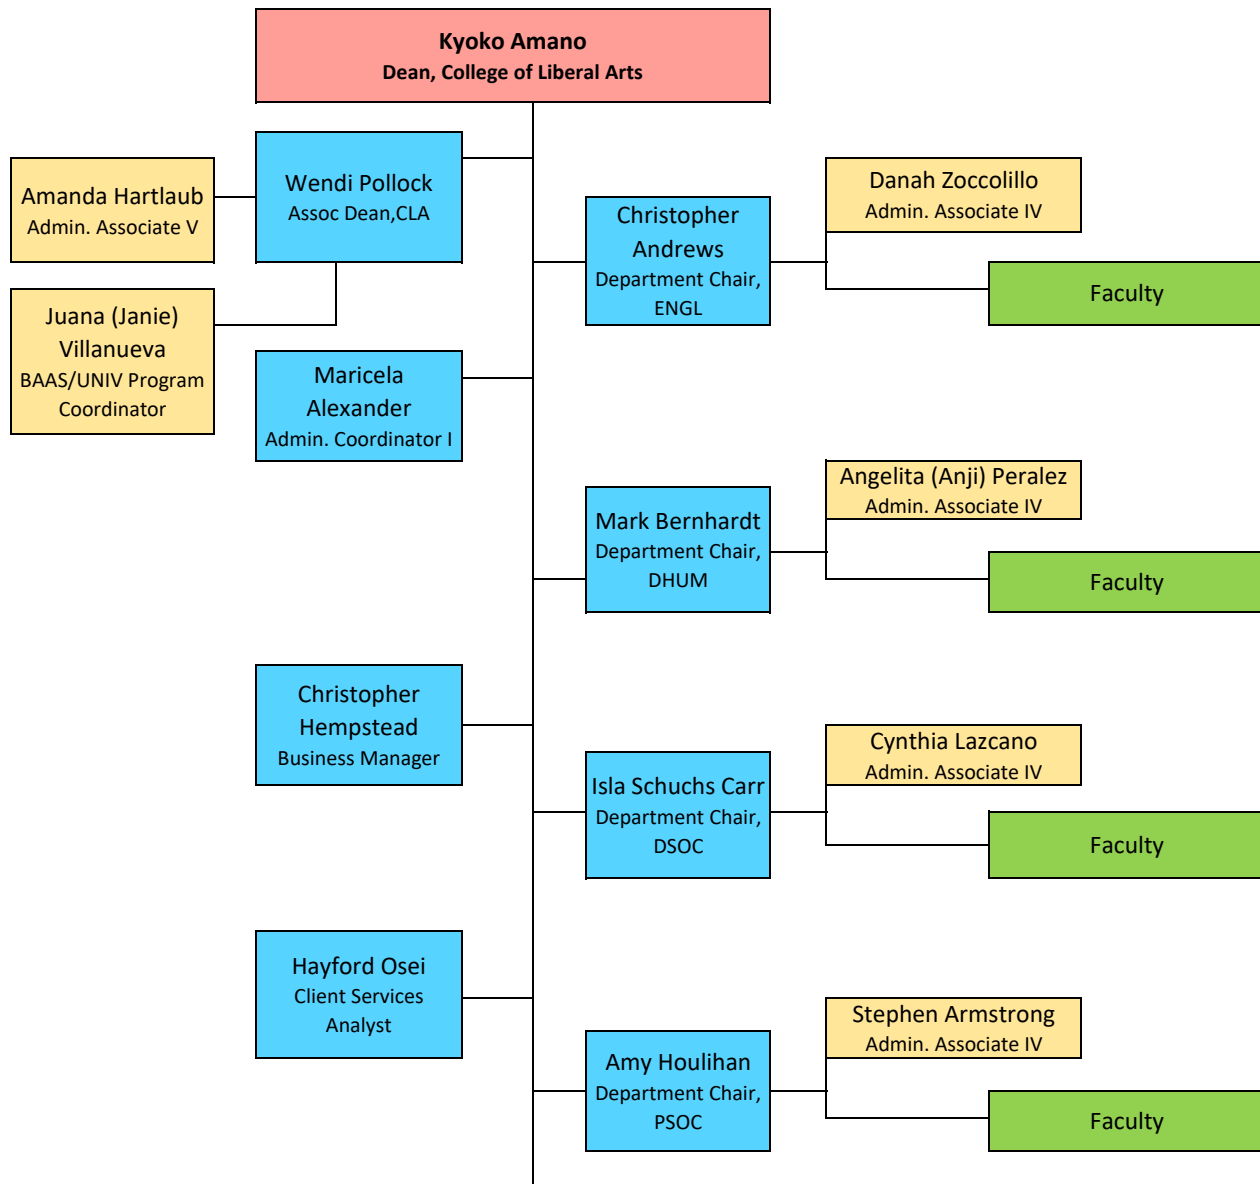 Kyoko Amano
Dean, College of Liberal Arts
Amanda Hartlaub
Admin. Associate V
Wendi Pollock
Assoc Dean,CLA
Juana (Janie)
Villanueva
BAAS/UNIV Program
Coordinator
Maricela
Alexander
Admin. Coordinator I
Christopher
Hempstead
Business Manager
Hayford Osei
Client Services
Analyst
Christopher
Andrews
Department Chair,
ENGL
Danah Zoccolillo
Admin. Associate IV
Faculty
Mark Bernhardt
Department Chair,
DHUM
Angelita (Anji) Peralez
Admin. Associate IV
Faculty
Isla Schuchs Carr
Department Chair,
DSOC
Cynthia Lazcano
Admin. Associate IV
Faculty
Amy Houlihan
Department Chair,
PSOC
Stephen Armstrong
Admin. Associate IV
Faculty